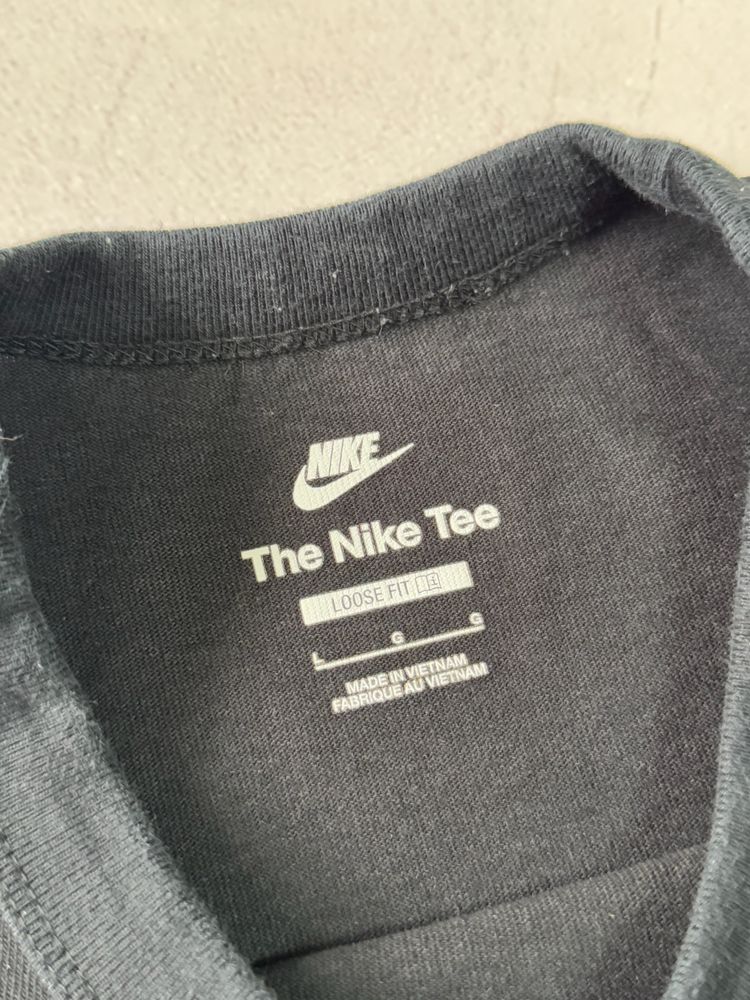 NIKE
The Nike Tee
LOOSE FIT
L G G
MADE IN VIETNAM
FABRIQUE AU VIETNAM